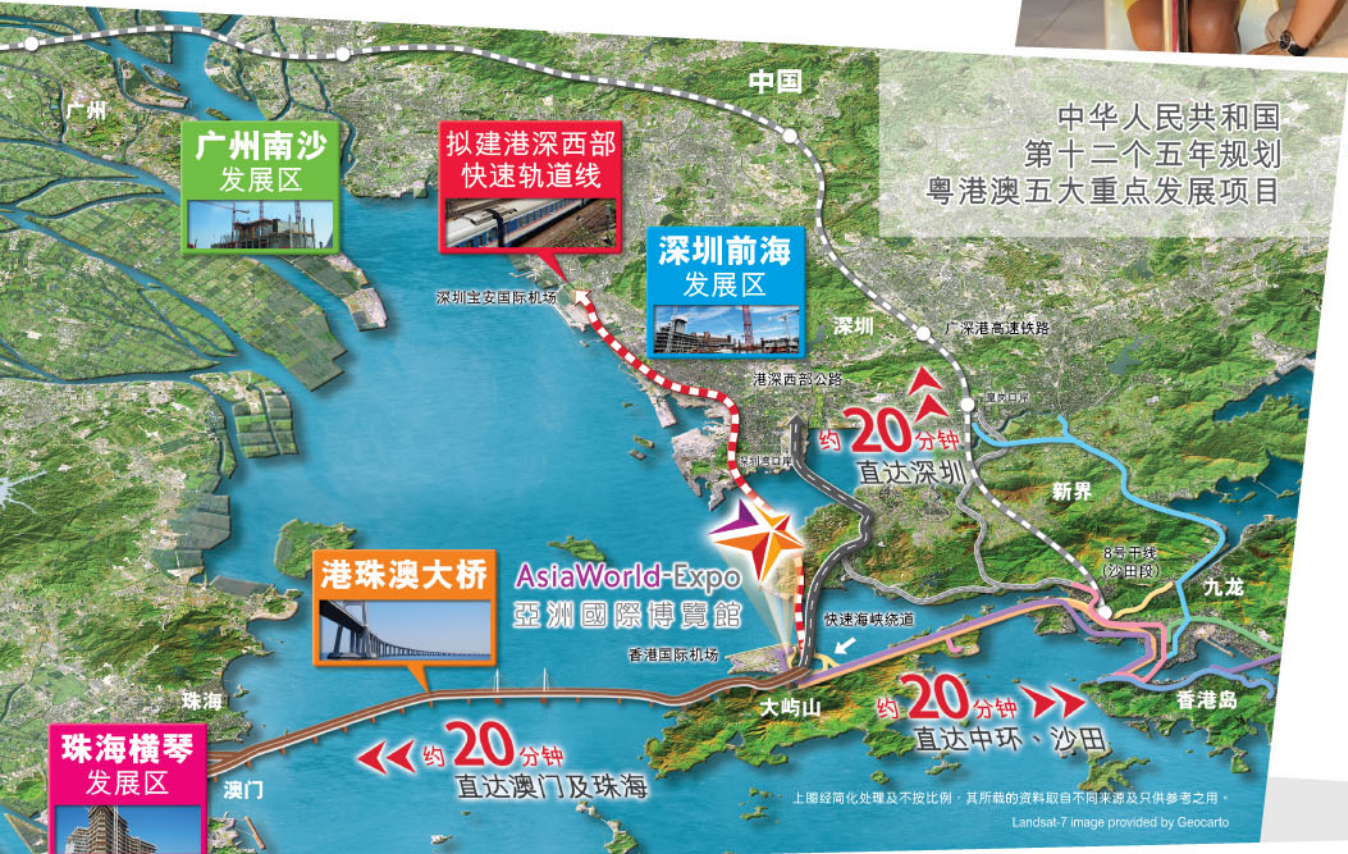 中国
中华人民共和国
第十二个五年规划
粤港澳五大重点发展项目
广州
广州南沙
发展区
拟建港深西部
快速轨道线
深圳前海
发展区
深圳宝安国际机场
深圳
广深港高速铁路
港深西部公路
皇岗口岸
约20分钟
直达深圳
深圳湾口岸
新界
8号干线
(沙田段)
九龙
港珠澳大桥
AsiaWorld-Expo
亞洲國際博覽館
快速海峡绕道
香港国际机场
珠海
大屿山
约20分钟
直达中环、沙田
香港岛
珠海横琴
发展区
约20分钟
直达澳门及珠海
澳门
上图经简化处理及不按比例，其所载的资料取自不同来源及只供参考之用。
Landsat-7 image provided by Geocarto